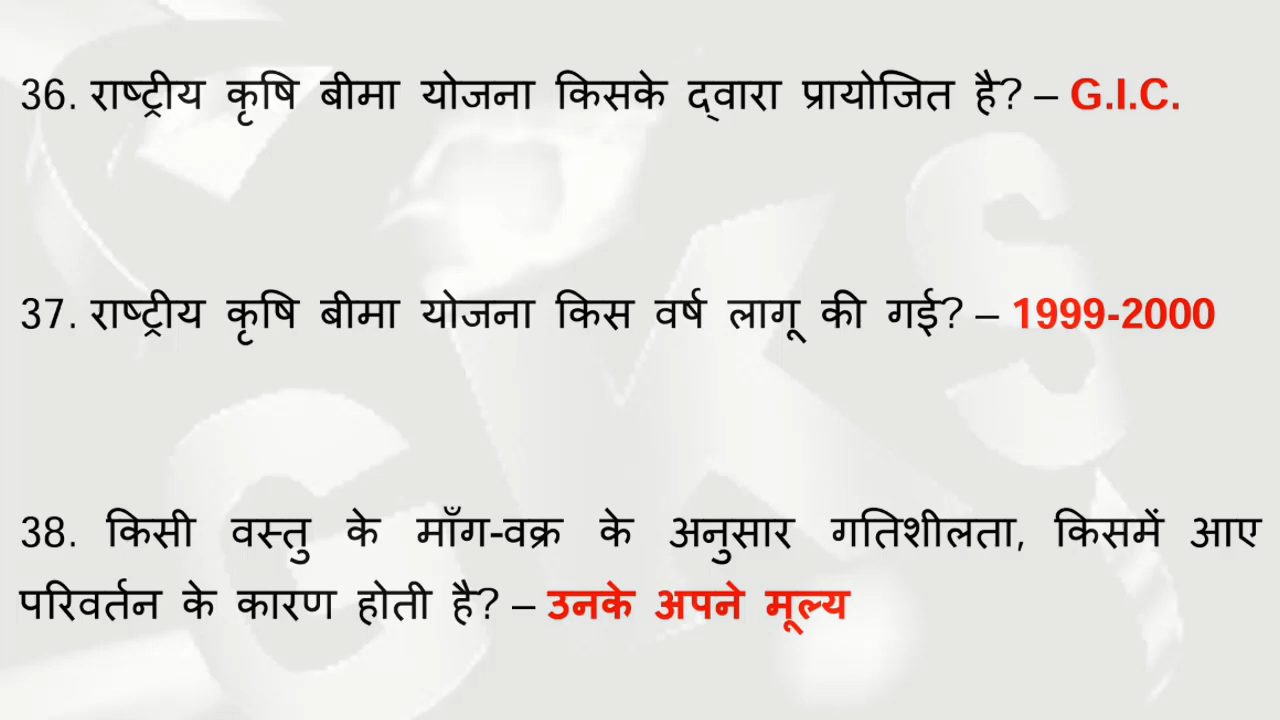 36. राष्ट्रीय कृषि बीमा योजना किसके द्वारा प्रायोजित है? – G.I.C.
37. राष्ट्रीय कृषि बीमा योजना किस वर्ष लागू की गई? – 1999-2000
38. किसी वस्तु के माँग-वक्र के अनुसार गतिशीलता, किसमें आए
परिवर्तन के कारण होती है? – उनके अपने मूल्य